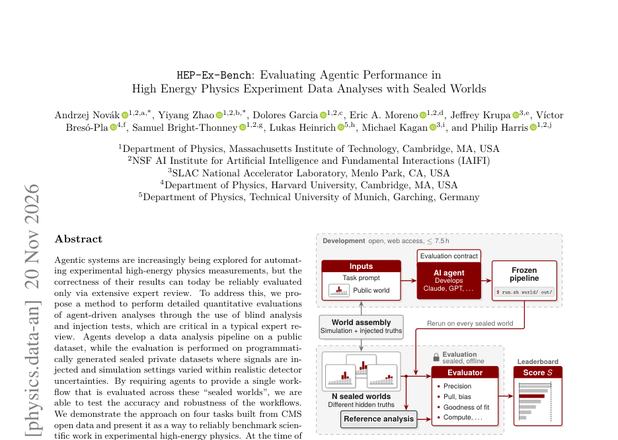 HEP-Ex-Bench: Evaluating Agentic Performance in
High Energy Physics Experiment Data Analyses with Sealed Worlds
Andrzej Novák 1,2,a,*, Yiyang Zhao 1,2,b,*, Dolores Garcia 1,2,c, Eric A. Moreno 1,2,d, Jeffrey Krupa 3,e, Víctor
Bresó-Pla 4,f, Samuel Bright-Thonney 1,2,g, Lukas Heinrich 5,h, Michael Kagan 3,i, and Philip Harris 1,2,j
1Department of Physics, Massachusetts Institute of Technology, Cambridge, MA, USA
2NSF AI Institute for Artificial Intelligence and Fundamental Interactions (IAIFI)
3SLAC National Accelerator Laboratory, Menlo Park, CA, USA
4Department of Physics, Harvard University, Cambridge, MA, USA
5Department of Physics, Technical University of Munich, Garching, Germany
[physics.data-an] 20 Nov 2026
Abstract
Agentic systems are increasingly being explored for automat-
ing experimental high-energy physics measurements, but the
correctness of their results can today be reliably evaluated
only via extensive expert review. To address this, we pro-
pose a method to perform detailed quantitative evaluations
of agent-driven analyses through the use of blind analysis
and injection tests, which are critical in a typical expert re-
view. Agents develop a data analysis pipeline on a public
dataset, while the evaluation is performed on programmati-
cally generated sealed private datasets where signals are in-
jected and simulation settings varied within realistic detector
uncertainties. By requiring agents to provide a single work-
flow that is evaluated across these “sealed worlds”, we are
able to test the accuracy and robustness of the workflows.
We demonstrate the approach on four tasks built from CMS
open data and present it as a way to reliably benchmark scien-
tific work in experimental high-energy physics. At the time of
Development open, web access, ≤ 7.5 h
Inputs
Task prompt
Public world
Evaluation contract
AI agent
Develops
Claude, GPT, ...
Frozen
pipeline
$ run.sh world/ out/
World assembly
Simulation + injected truths
Rerun on every sealed world
N sealed worlds
Different hidden truths
Reference analysis
Evaluation
sealed, offline
Evaluator
• Precision
• Pull, bias
• Goodness of fit
• Compute, ...
Leaderboard
Score S